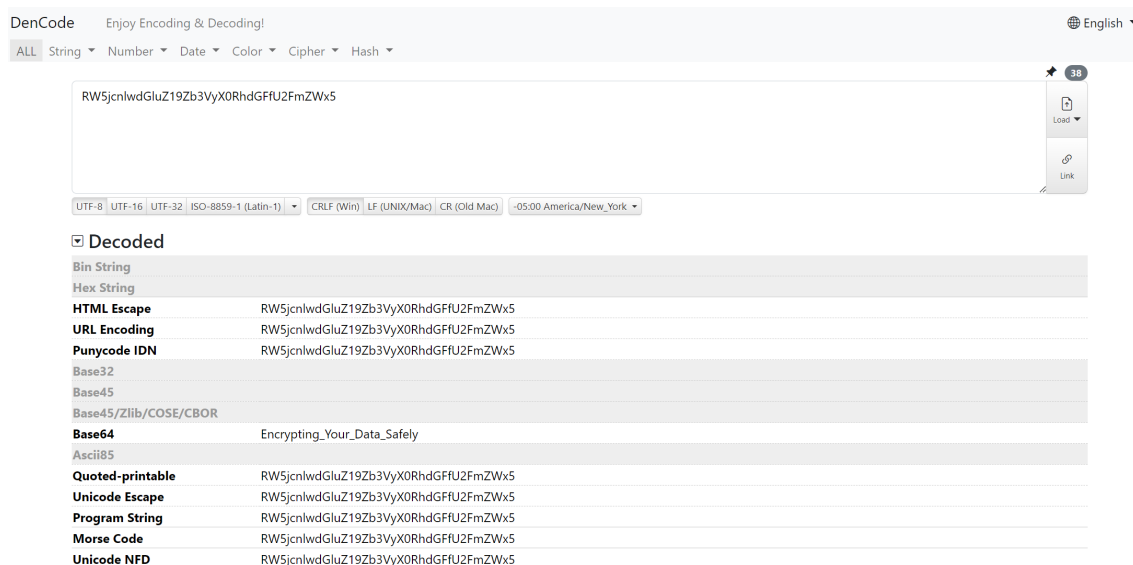 DenCode Enjoy Encoding & Decoding! English
ALL String Number Date Color Cipher Hash
38
RW5jcnlwdGluZ19Zb3VyX0RhdGFfU2FmZWx5
Load
Link
UTF-8 UTF-16 UTF-32 ISO-8859-1 (Latin-1) CRLF (Win) LF (UNIX/Mac) CR (Old Mac) -05:00 America/New_York
Decoded
Bin String
Hex String
HTML Escape RW5jcnlwdGluZ19Zb3VyX0RhdGFfU2FmZWx5
URL Encoding RW5jcnlwdGluZ19Zb3VyX0RhdGFfU2FmZWx5
Punycode IDN RW5jcnlwdGluZ19Zb3VyX0RhdGFfU2FmZWx5
Base32
Base45
Base45/Zlib/COSE/CBOR
Base64 Encrypting_Your_Data_Safely
Ascii85
Quoted-printable RW5jcnlwdGluZ19Zb3VyX0RhdGFfU2FmZWx5
Unicode Escape RW5jcnlwdGluZ19Zb3VyX0RhdGFfU2FmZWx5
Program String RW5jcnlwdGluZ19Zb3VyX0RhdGFfU2FmZWx5
Morse Code RW5jcnlwdGluZ19Zb3VyX0RhdGFfU2FmZWx5
Unicode NFD RW5jcnlwdGluZ19Zb3VyX0RhdGFfU2FmZWx5